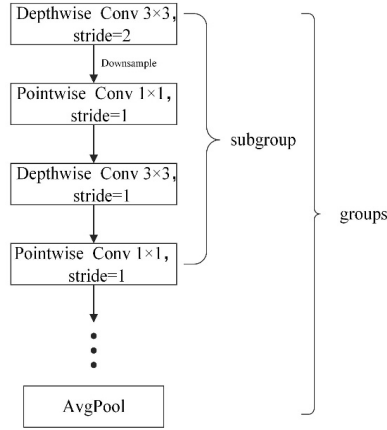 Depthwise Conv 3×3,
stride=2
Downsample
Pointwise Conv 1×1,
stride=1
subgroup
Depthwise Conv 3×3,
stride=1
groups
Pointwise Conv 1×1,
stride=1
AvgPool